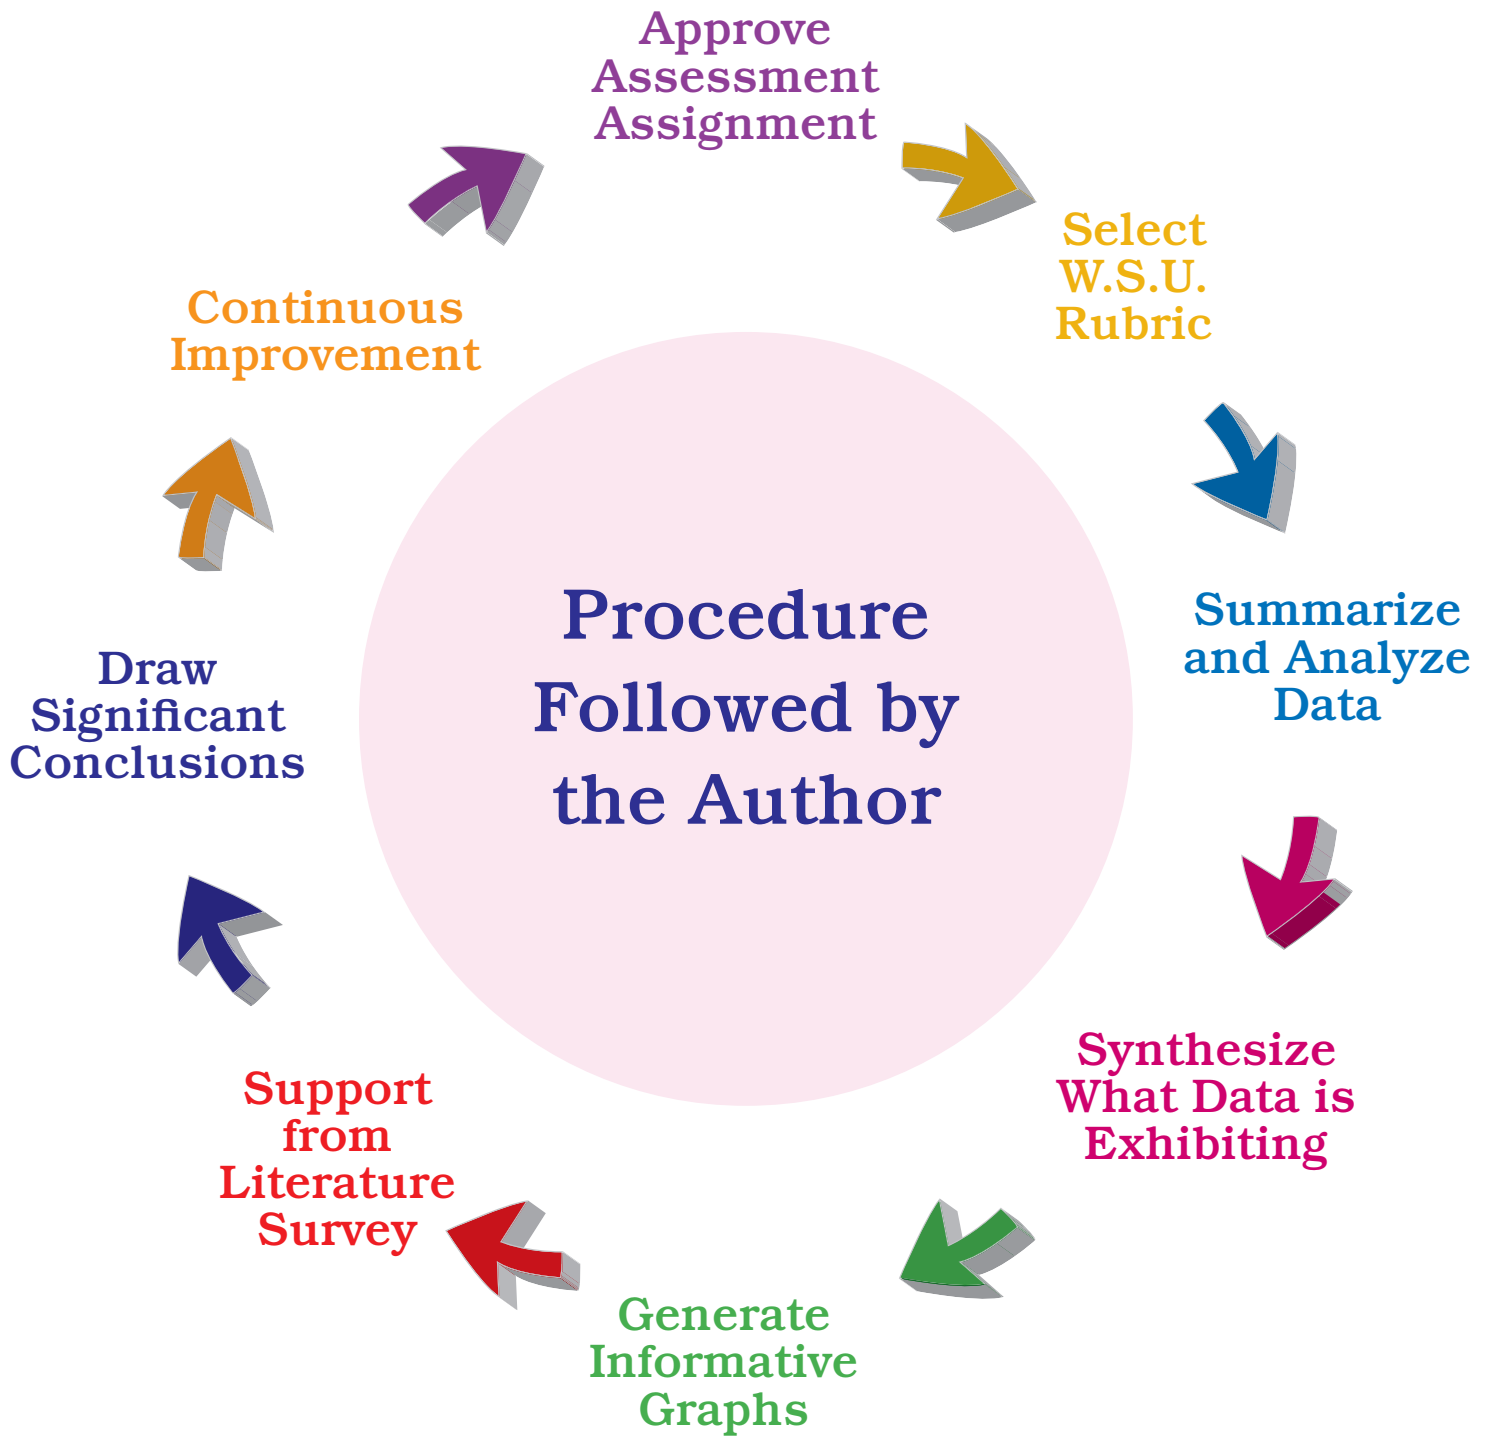 Approve
Assessment
Assignment
Select
W.S.U.
Rubric
Summarize
and Analyze
Data
Synthesize
What Data is
Exhibiting
Generate
Informative
Graphs
Support
from
Literature
Survey
Draw
Significant
Conclusions
Continuous
Improvement
Procedure
Followed by
the Author